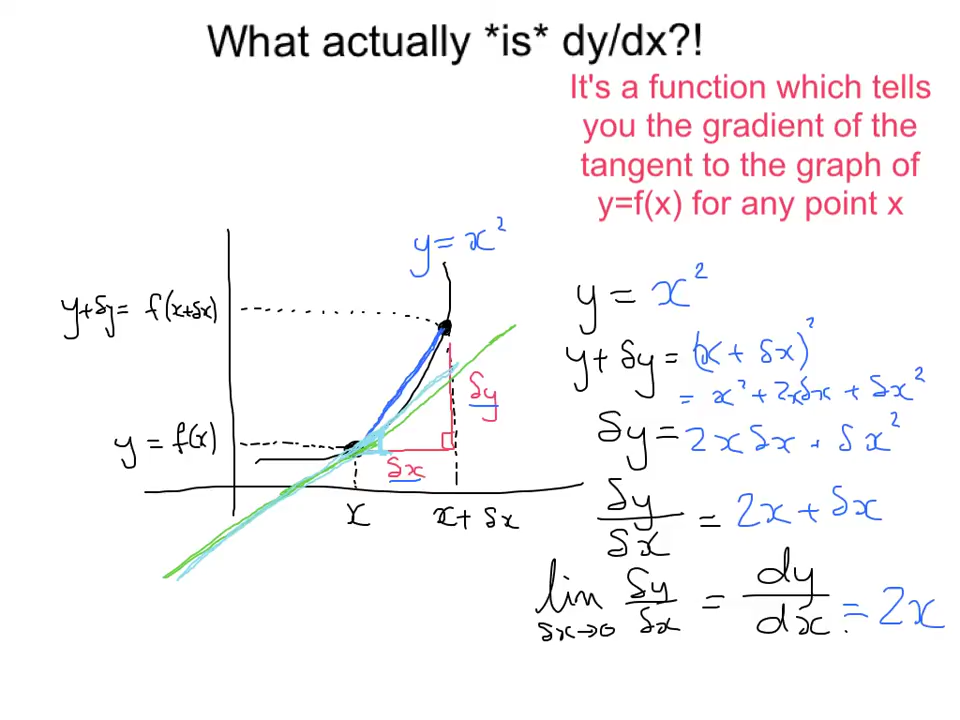 What actually *is* dy/dx?!
It's a function which tells
you the gradient of the
tangent to the graph of
y=f(x) for any point x
y = x²
y+δy = f(x+δx)
y = f(x)
δy
δx
x
x+ δx
y = x²
y+ δy = (x + δx)²
= x² + 2xδx + δx²
δy = 2x δx + δx²
δy/δx = 2x + δx
lim δx→0 δy/δx = dy/dx = 2x